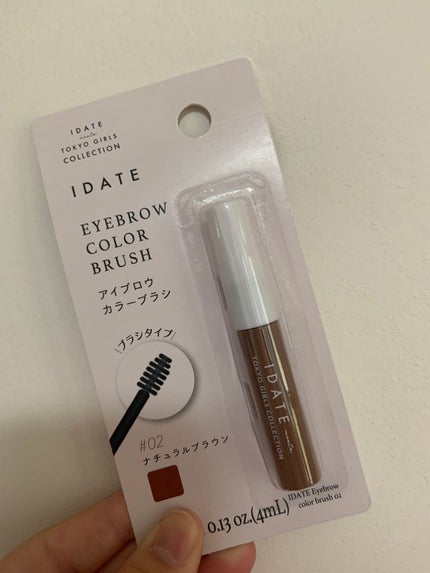 IDATE
meets
TOKYO GIRLS
COLLECTION
IDATE
EYEBROW
COLOR
BRUSH
アイブロウ
カラーブラシ
ブラシタイプ
#02
ナチュラルブラウン
IDATE
meets
TOKYO GIRLS COLLECTION
0.13 oz.(4mL)
IDATE Eyebrow
color brush 02